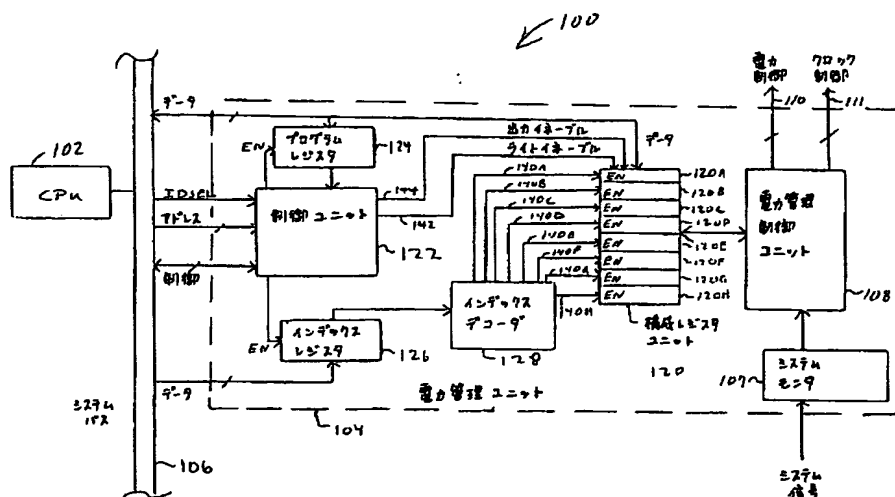 100
電力
制御
クロック
制御
110
111
データ
102
CPU
EN
プログラム
レジスタ
124
出力イネーブル
ライトイネーブル
データ
IDSEL
アドレス
制御
制御 ユニット
122
144
142
140A
140B
140C
140D
140E
140F
140G
140H
EN
EN
EN
EN
EN
EN
EN
EN
120A
120B
120C
120D
120E
120F
120G
120H
電力管理
制御
ユニット
108
EN
インデックス
レジスタ
126
インデックス
デコーダ
128
構成レジスタ
ユニット
120
107
システム
モニタ
データ
電力管理 ユニット
システム
バス
104
106
システム
信号